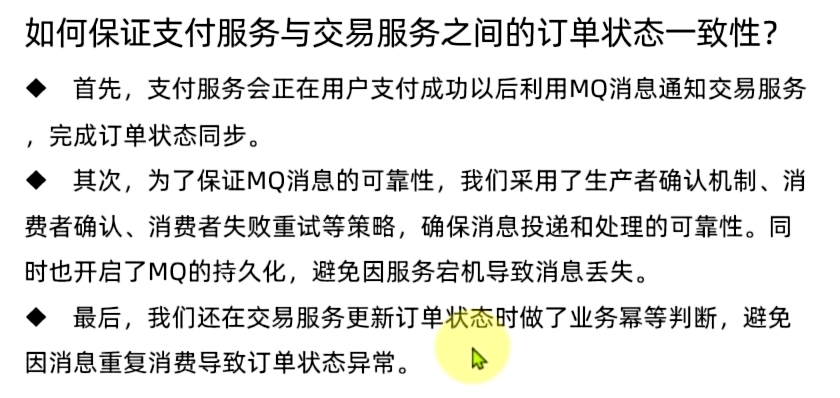 如何保证支付服务与交易服务之间的订单状态一致性？
◆ 首先，支付服务会正在用户支付成功以后利用MQ消息通知交易服务
，完成订单状态同步。
◆ 其次，为了保证MQ消息的可靠性，我们采用了生产者确认机制、消
费者确认、消费者失败重试等策略，确保消息投递和处理的可靠性。同
时也开启了MQ的持久化，避免因服务宕机导致消息丢失。
◆ 最后，我们还在交易服务更新订单状态时做了业务幂等判断，避免
因消息重复消费导致订单状态异常。